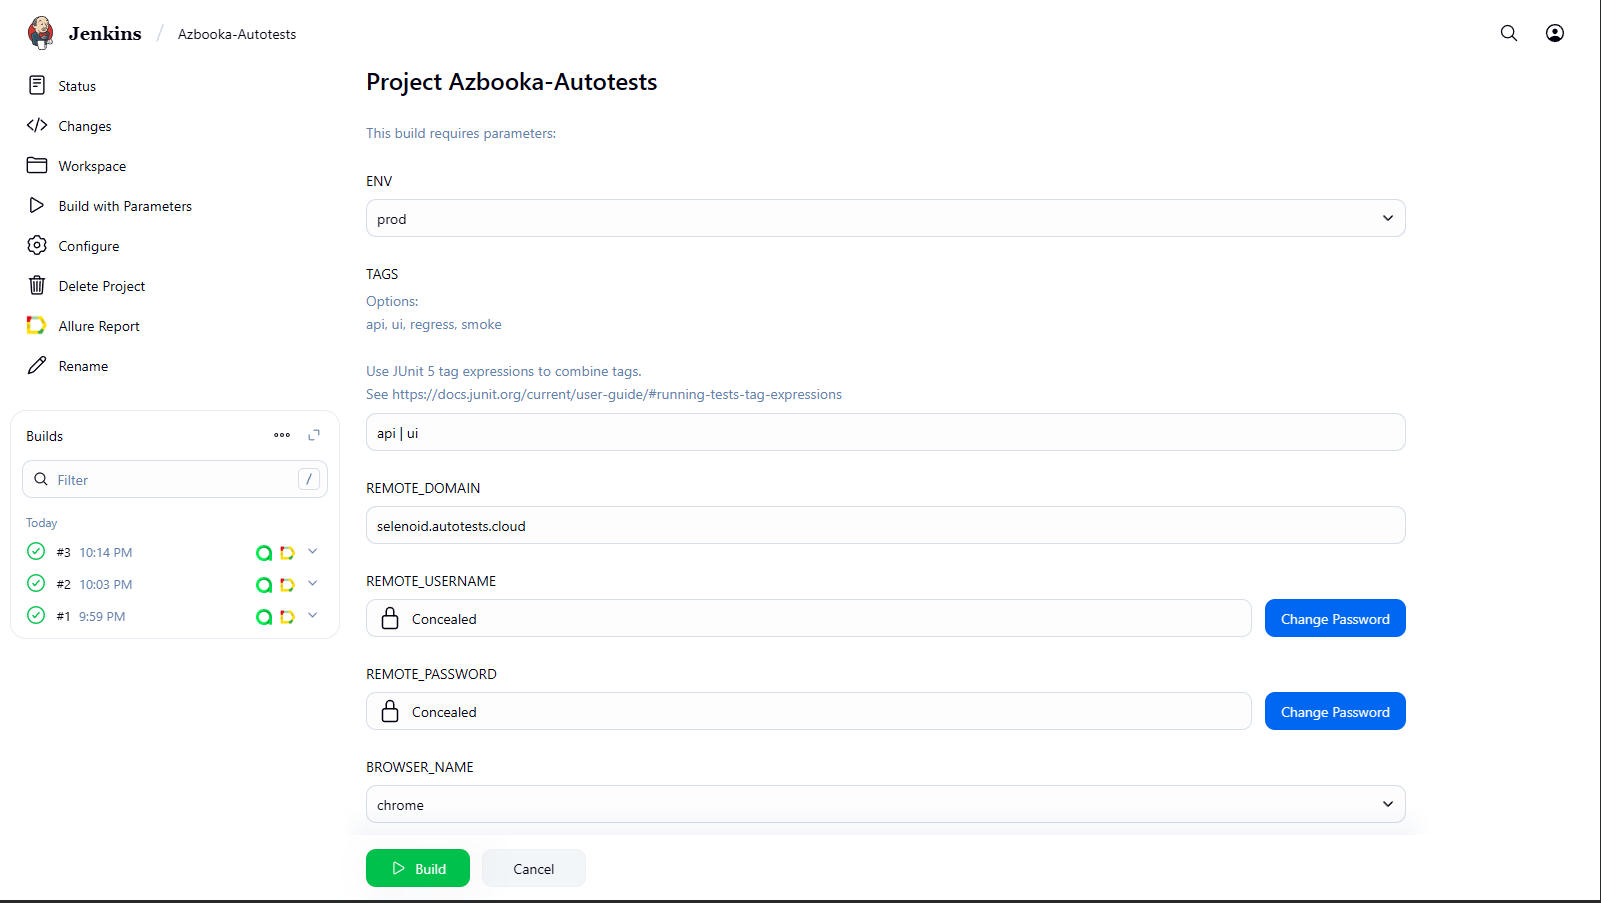 Jenkins / Azbooka-Autotests
Status
Changes
Workspace
Build with Parameters
Configure
Delete Project
Allure Report
Rename
Builds
Filter /
Today
#3 10:14 PM
#2 10:03 PM
#1 9:59 PM
Project Azbooka-Autotests
This build requires parameters:
ENV
prod
TAGS
Options:
api, ui, regress, smoke
Use JUnit 5 tag expressions to combine tags.
See https://docs.junit.org/current/user-guide/#running-tests-tag-expressions
api | ui
REMOTE_DOMAIN
selenoid.autotests.cloud
REMOTE_USERNAME
Concealed Change Password
REMOTE_PASSWORD
Concealed Change Password
BROWSER_NAME
chrome
Build Cancel